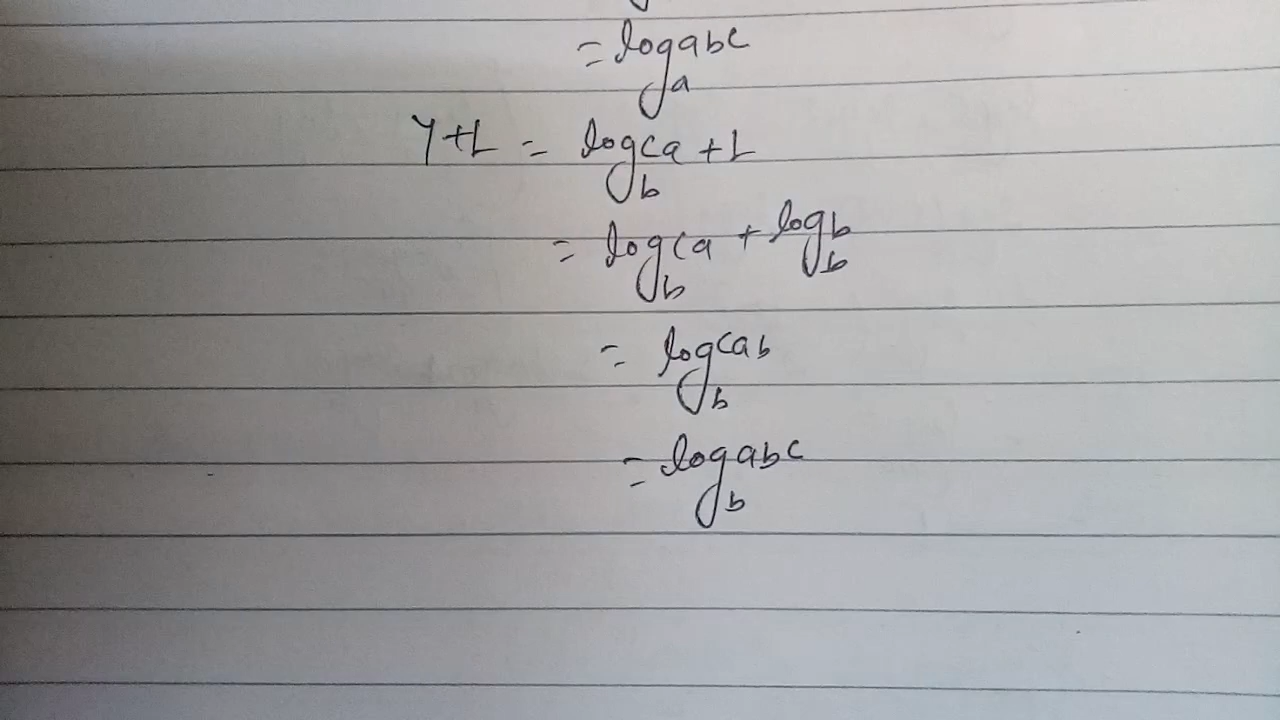 = log_a abc
Y+1 = log_b ca + 1
= log_b ca + log_b b
= log_b cab
= log_b abc